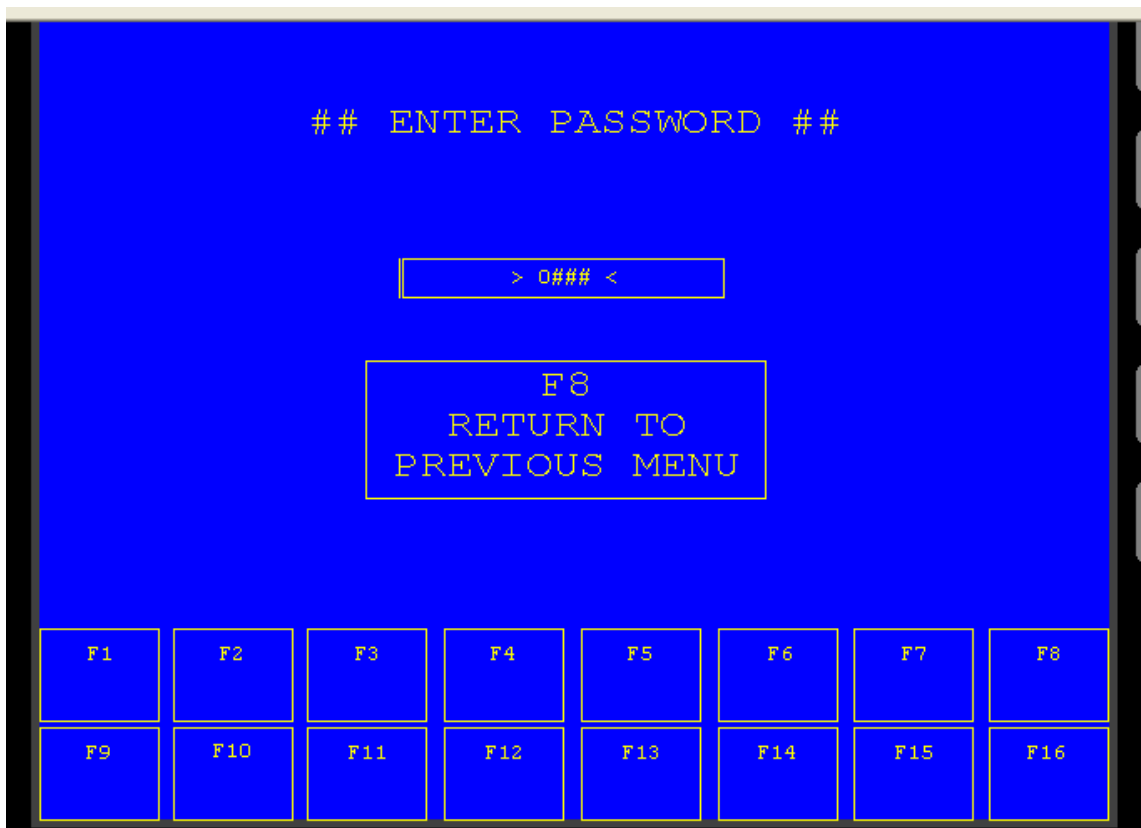 ## ENTER PASSWORD ##
> 0### <
F8
RETURN TO
PREVIOUS MENU
F1 F2 F3 F4 F5 F6 F7 F8
F9 F10 F11 F12 F13 F14 F15 F16